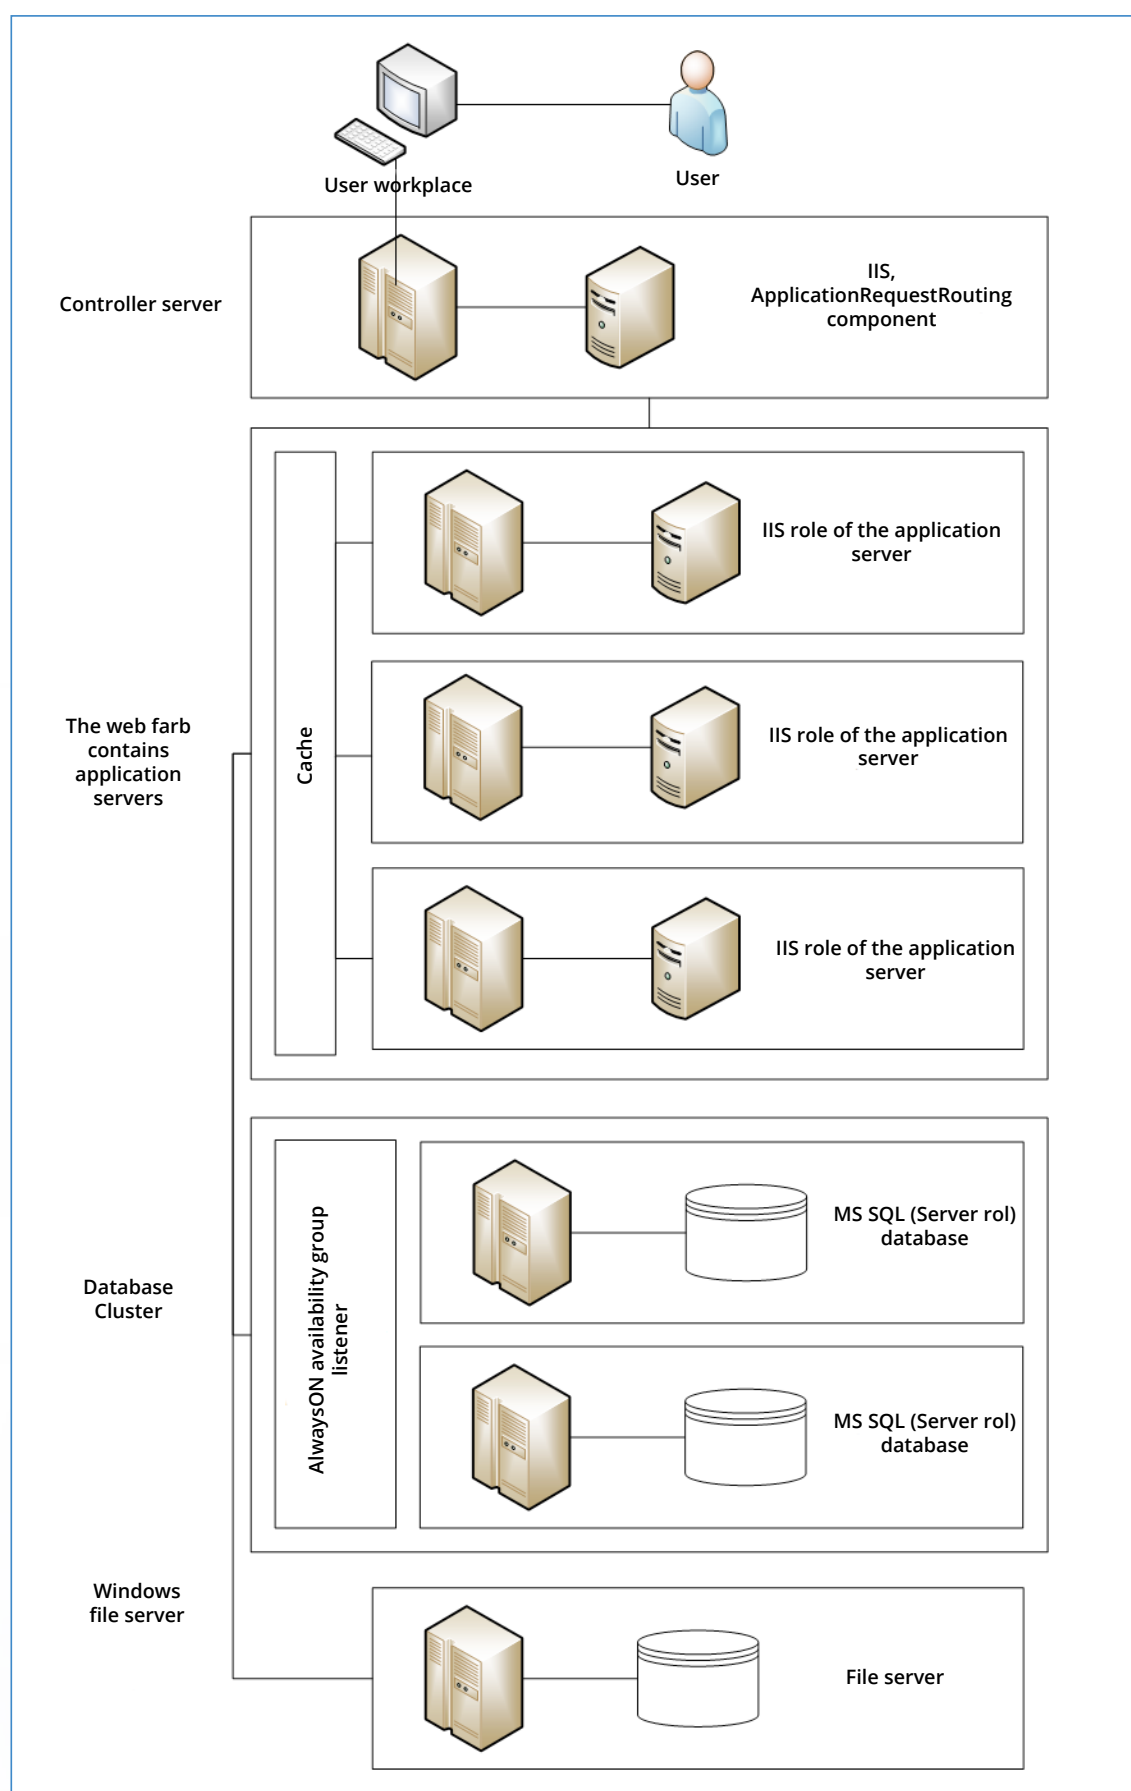 User workplace
User
Controller server
IIS,
ApplicationRequestRouting
component
The web farb
contains
application
servers
Cache
IIS role of the application
server
IIS role of the application
server
IIS role of the application
server
Database
Cluster
AlwaysON availability group
listener
MS SQL (Server rol)
database
MS SQL (Server rol)
database
Windows
file server
File server